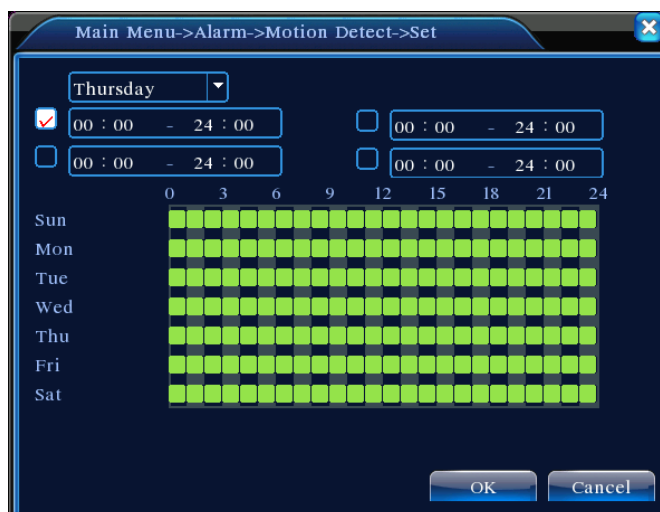 Main Menu->Alarm->Motion Detect->Set
Thursday
00 : 00 - 24 : 00
00 : 00 - 24 : 00
00 : 00 - 24 : 00
00 : 00 - 24 : 00
0 3 6 9 12 15 18 21 24
Sun
Mon
Tue
Wed
Thu
Fri
Sat
OK Cancel